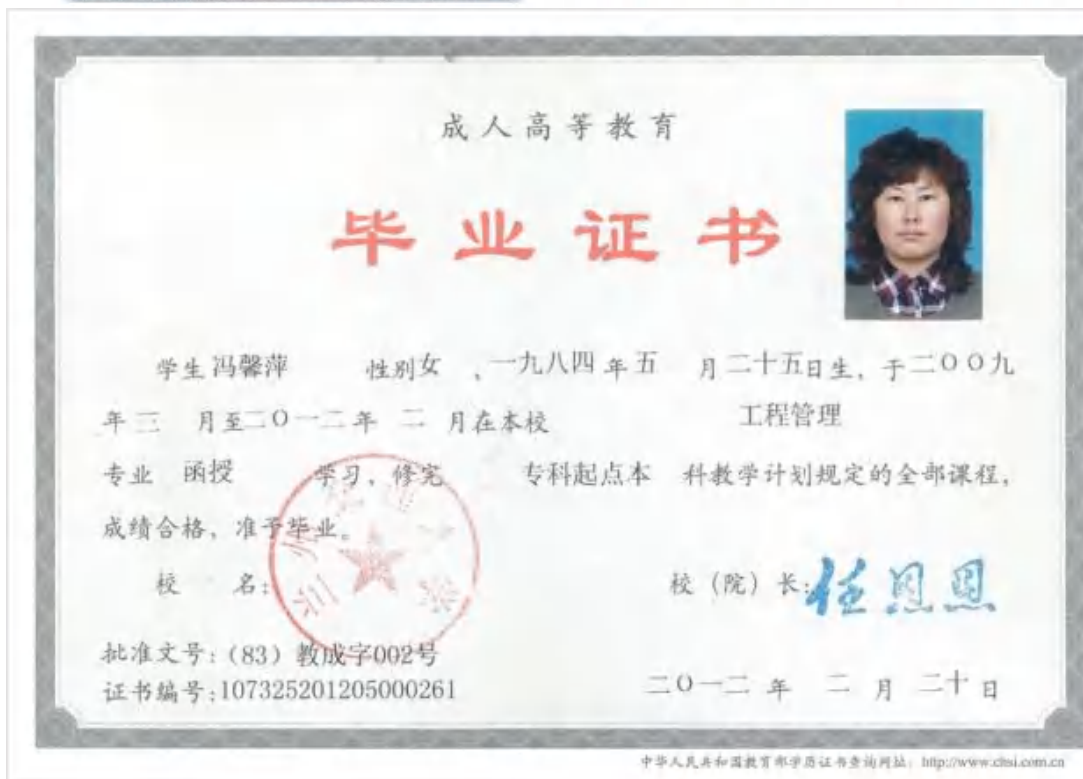 成人高等教育
毕业证书
学生 冯馨萍 性别 女 、一九八四 年 五 月 二十五 日生，于二〇〇九
年 三 月至二〇一二年 二 月在本校 工程管理
专业 函授 学习，修完 专科起点本 科教学计划规定的全部课程，
成绩合格，准予毕业。
校 名： 校（院）长：任恩恩
批准文号：（83）教成字002号
证书编号：107325201205000261 二〇一二 年 二 月 二十 日
中华人民共和国教育部学历证书查询网址：http://www.chsi.com.cn